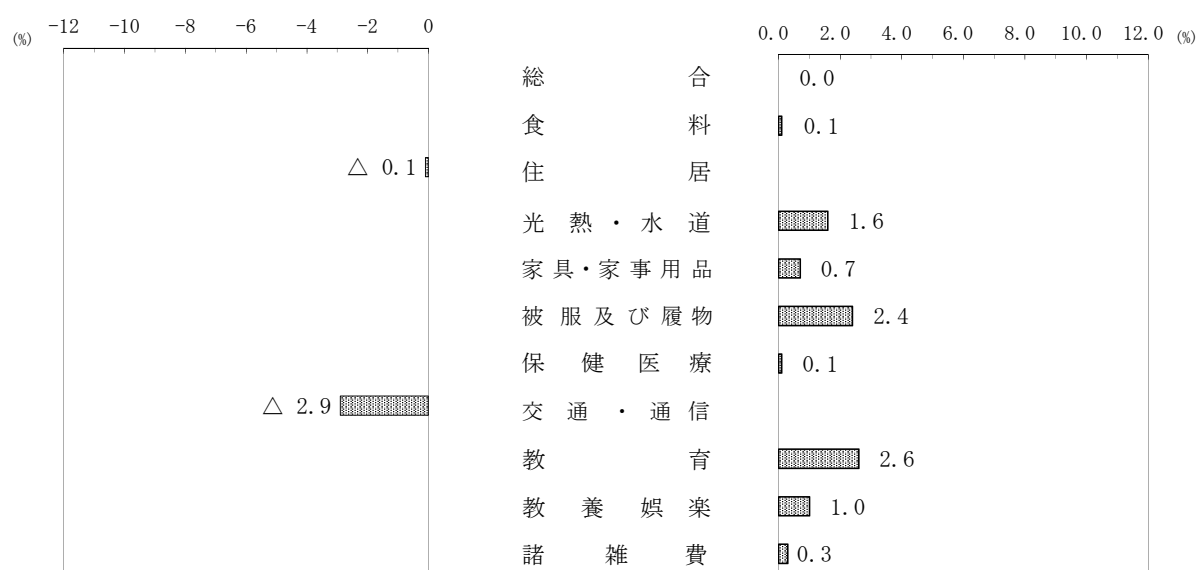 (%) -12 -10 -8 -6 -4 -2 0
0.0 2.0 4.0 6.0 8.0 10.0 12.0 (%)
総合 0.0
食料 0.1
△ 0.1 住居
光熱・水道 1.6
家具・家事用品 0.7
被服及び履物 2.4
保健医療 0.1
△ 2.9 交通・通信
教育 2.6
教養娯楽 1.0
諸雑費 0.3